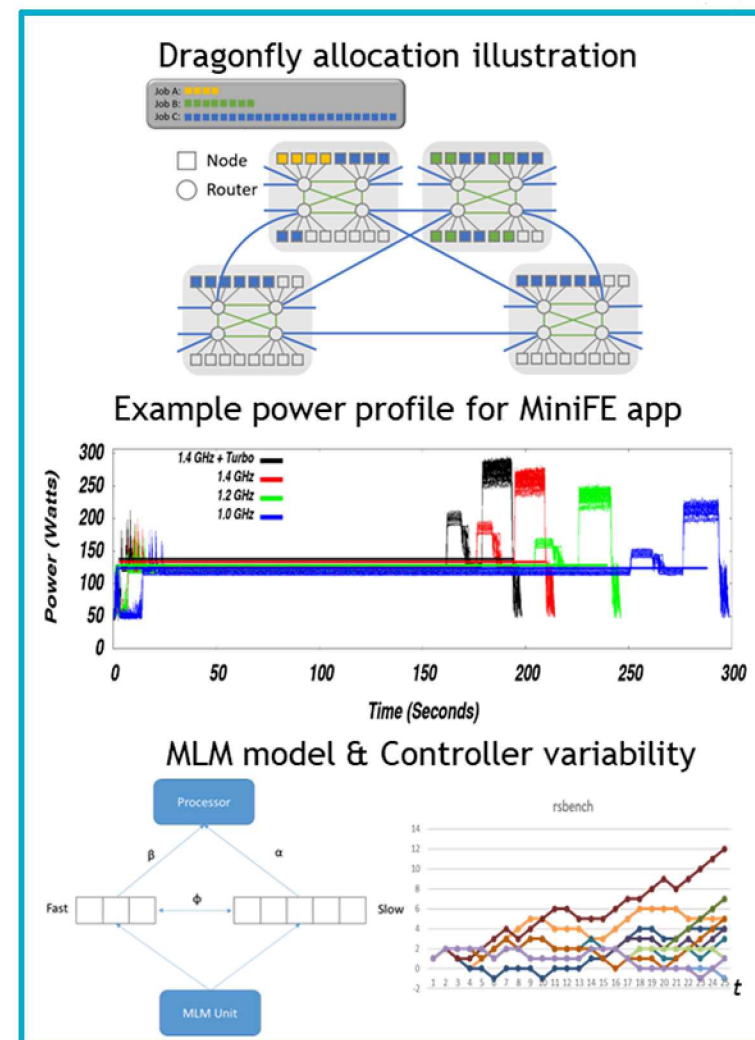 Dragonfly allocation illustration
Job A:
Job B:
Job C:
Node
Router
Example power profile for MiniFE app
Power (Watts)
300
250
200
150
100
50
0
1.4 GHz + Turbo
1.4 GHz
1.2 GHz
1.0 GHz
0 50 100 150 200 250 300
Time (Seconds)
MLM model & Controller variability
Processor
β α
Fast ϕ Slow
MLM Unit
rsbench
14
12
10
8
6
4
2
0
-2
1 2 3 4 5 6 7 8 9 10 11 12 13 14 15 16 17 18 19 20 21 22 23 24 25 t